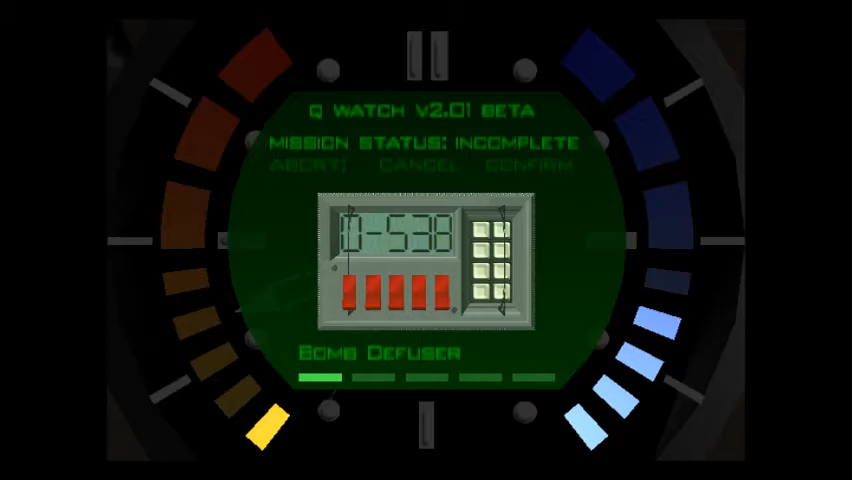 Q WATCH V2.01 BETA
MISSION STATUS: INCOMPLETE
ABORT: CANCEL CONFIRM
0-538
BOMB DEFUSER